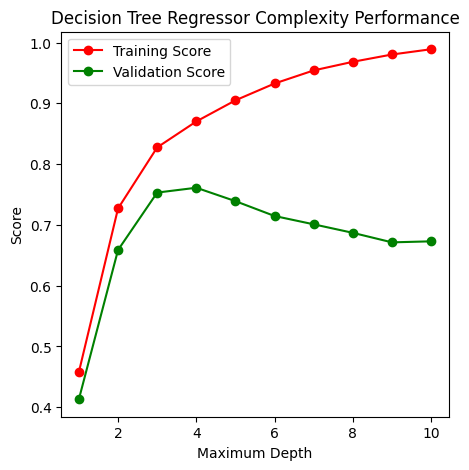 Decision Tree Regressor Complexity Performance
Training Score
Validation Score
1.0
0.9
0.8
0.7
0.6
0.5
0.4
Score
2
4
6
8
10
Maximum Depth